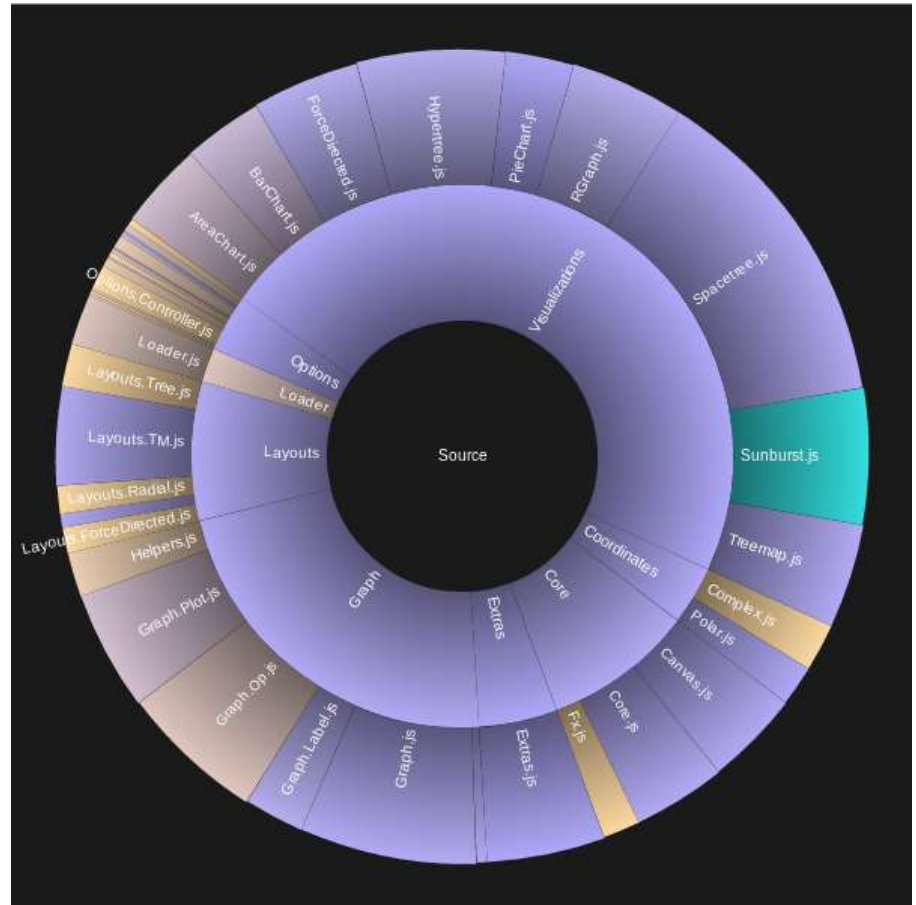 ForceDirected.js
Hypertree.js
PieChart.js
RGraph.js
BarChart.js
AreaChart.js
Spacetree.js
Visualizations
Options.Controller.js
Options
Loader.js
Loader
Layouts.Tree.js
Layouts.TM.js
Layouts
Source
Sunburst.js
Layouts.Radial.js
Layouts.ForceDirected.js
Helpers.js
Treemap.js
Coordinates
Complex.js
Polar.js
Core
Graph
Extras
Graph.Plot.js
Canvas.js
Graph.Op.js
Core.js
Fx.js
Graph.Label.js
Graph.js
Extras.js